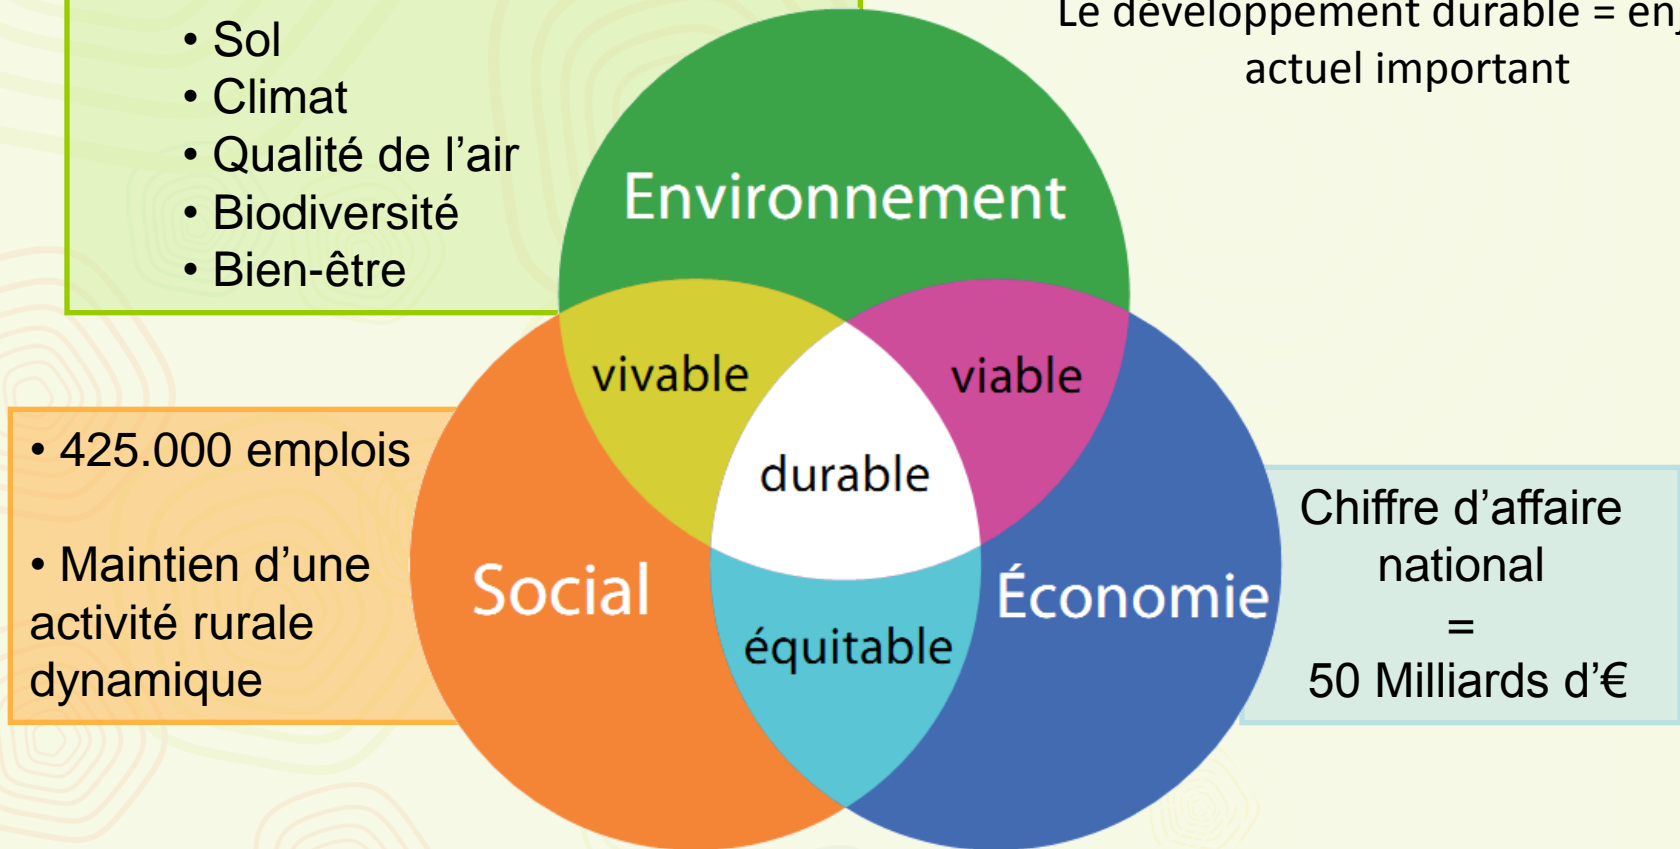 Le développement durable =
actuel important
• Sol
• Climat
• Qualité de l’air
• Biodiversité
• Bien-être
Environnement
vivable
viable
durable
• 425.000 emplois
• Maintien d’une
activité rurale
dynamique
Social
Économie
équitable
Chiffre d’affaire
national
=
50 Milliards d’€